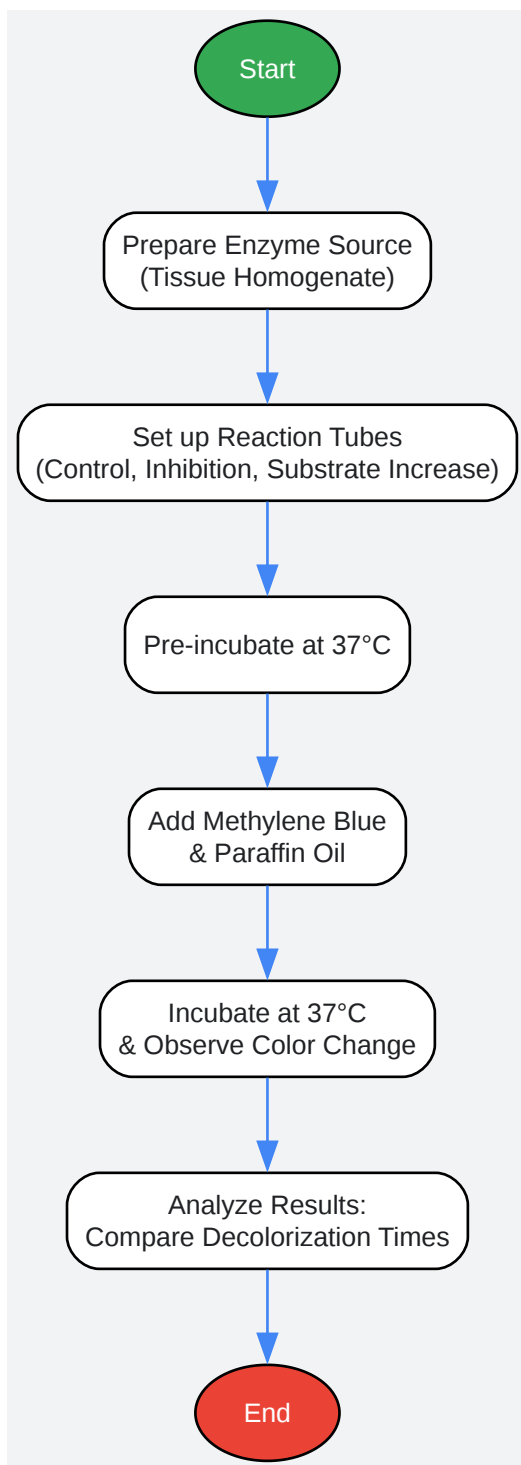 Start
Prepare Enzyme Source
(Tissue Homogenate)
Set up Reaction Tubes
(Control, Inhibition, Substrate Increase)
Pre-incubate at 37°C
Add Methylene Blue
& Paraffin Oil
Incubate at 37°C
& Observe Color Change
Analyze Results:
Compare Decolorization Times
End